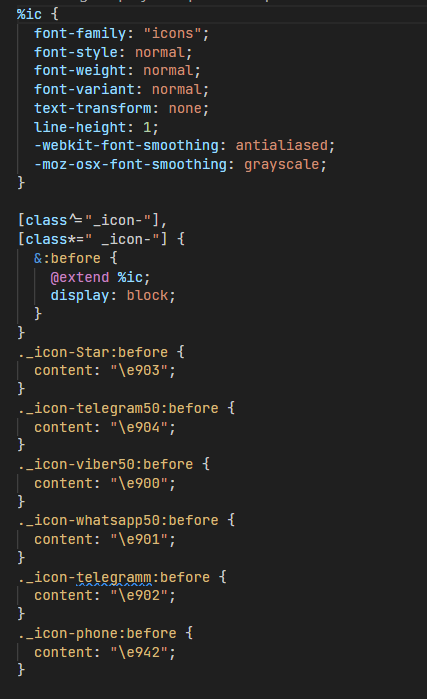 %ic {
font-family: "icons";
font-style: normal;
font-weight: normal;
font-variant: normal;
text-transform: none;
line-height: 1;
-webkit-font-smoothing: antialiased;
-moz-osx-font-smoothing: grayscale;
}
[class^="_icon-"],
[class*=" _icon-"] {
&:before {
@extend %ic;
display: block;
}
}
._icon-Star:before {
content: "\e903";
}
._icon-telegram50:before {
content: "\e904";
}
._icon-viber50:before {
content: "\e900";
}
._icon-whatsapp50:before {
content: "\e901";
}
._icon-telegramm:before {
content: "\e902";
}
._icon-phone:before {
content: "\e942";
}